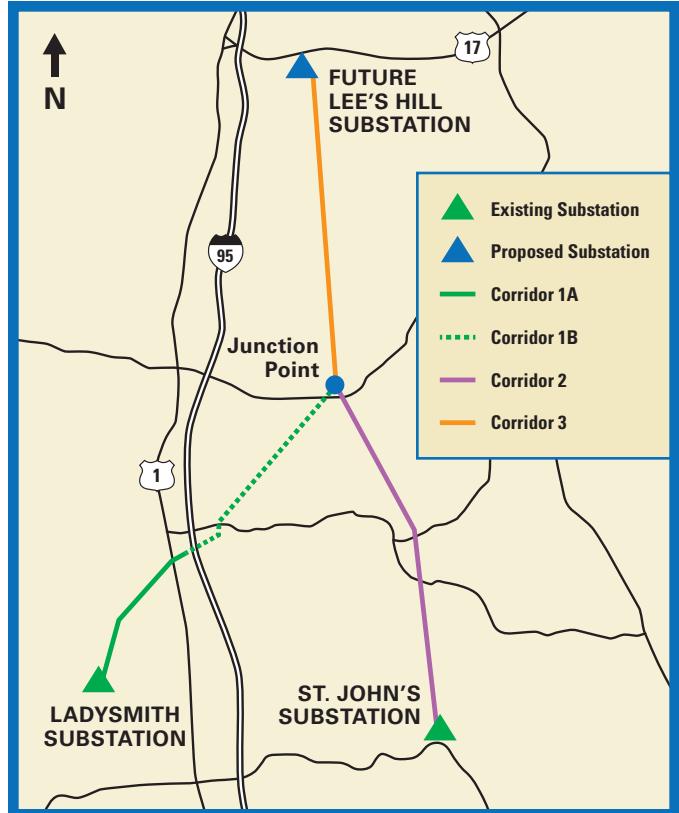 17
N
FUTURE
LEE'S HILL
SUBSTATION
Existing Substation
Proposed Substation
95
Corridor 1A
Corridor 1B
Junction
Point
Corridor 2
Corridor 3
1
ST. JOHN'S
SUBSTATION
LADYSMITH
SUBSTATION